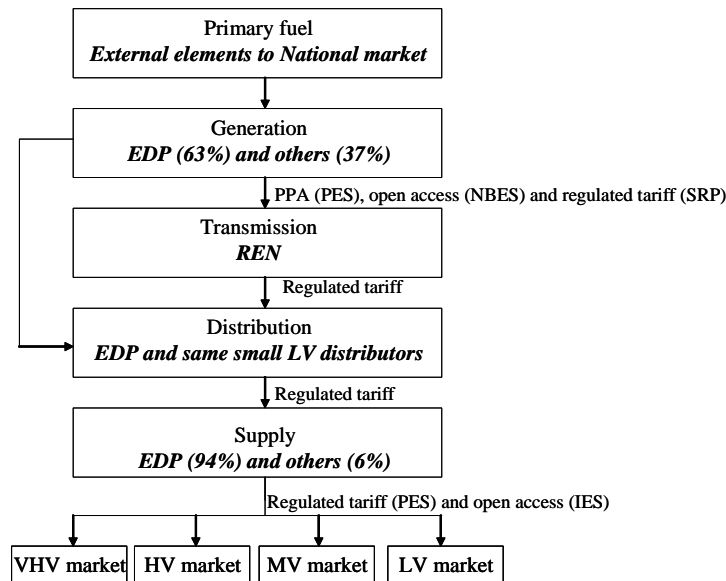 Primary fuel
External elements to National market
Generation
EDP (63%) and others (37%)
PPA (PES), open access (NBES) and regulated tariff (SRP)
Transmission
REN
Regulated tariff
Distribution
EDP and same small LV distributors
Regulated tariff
Supply
EDP (94%) and others (6%)
Regulated tariff (PES) and open access (IES)
VHV market
HV market
MV market
LV market